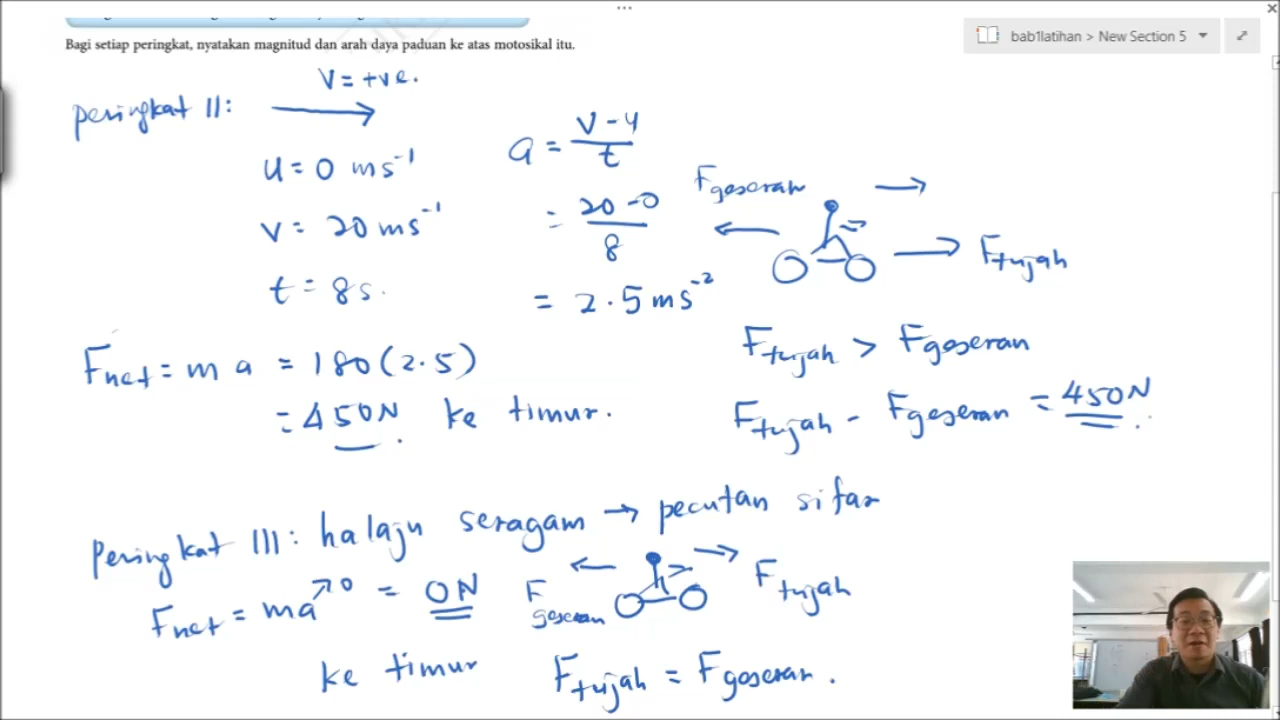 bab1latihan > New Section 5
Bagi setiap peringkat, nyatakan magnitud dan arah daya paduan ke atas motosikal itu.
V = +ve.
Peringkat II:
u = 0 ms⁻¹
v = 20 ms⁻¹
t = 8s.
a = v - u / t
= 20 - 0 / 8
= 2.5 ms⁻²
Fgeseran
Ftujah
Fnet = m a = 180 (2.5)
= 450N ke timur.
Ftujah > Fgeseran
Ftujah - Fgeseran = 450N
Peringkat III: halaju seragam → pecutan sifar
Fnet = ma ↗0 = 0N
Fgeseran
Ftujah
ke timur
Ftujah = Fgeseran.